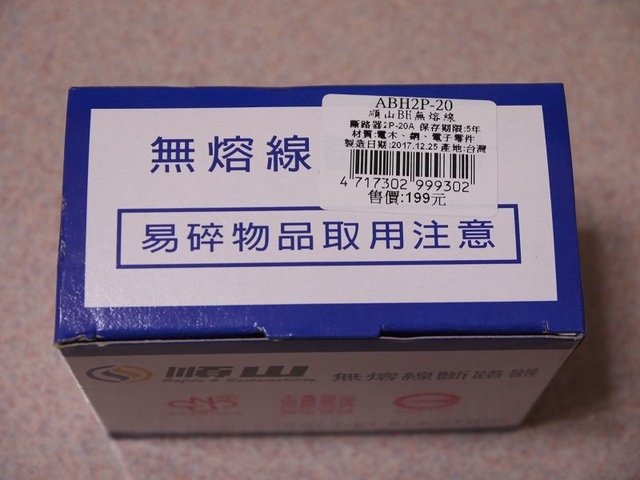 ABH2P-20
順山BH無熔線
斷路器2P-20A 保存期限:5年
材質:電木、銅、電子零件
製造日期:2017.12.25 產地:台灣
4 717302 999302
售價:199元
無熔線
易碎物品取用注意
順山
無熔線斷路器